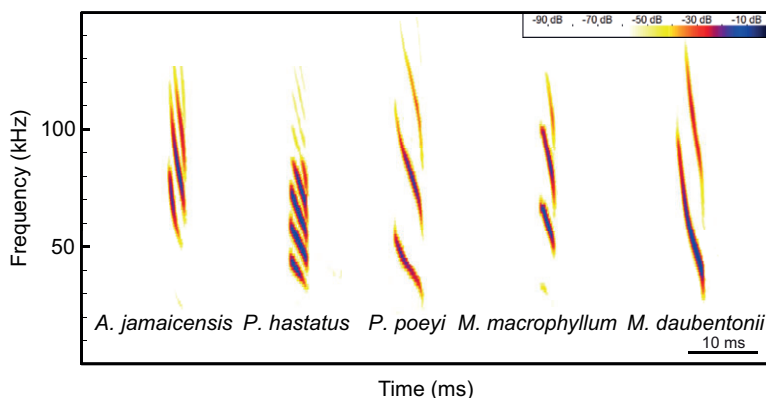 -90 dB -70 dB -50 dB -30 dB -10 dB
100
50
Frequency (kHz)
A. jamaicensis P. hastatus P. poeyi M. macrophyllum M. daubentonii
10 ms
Time (ms)